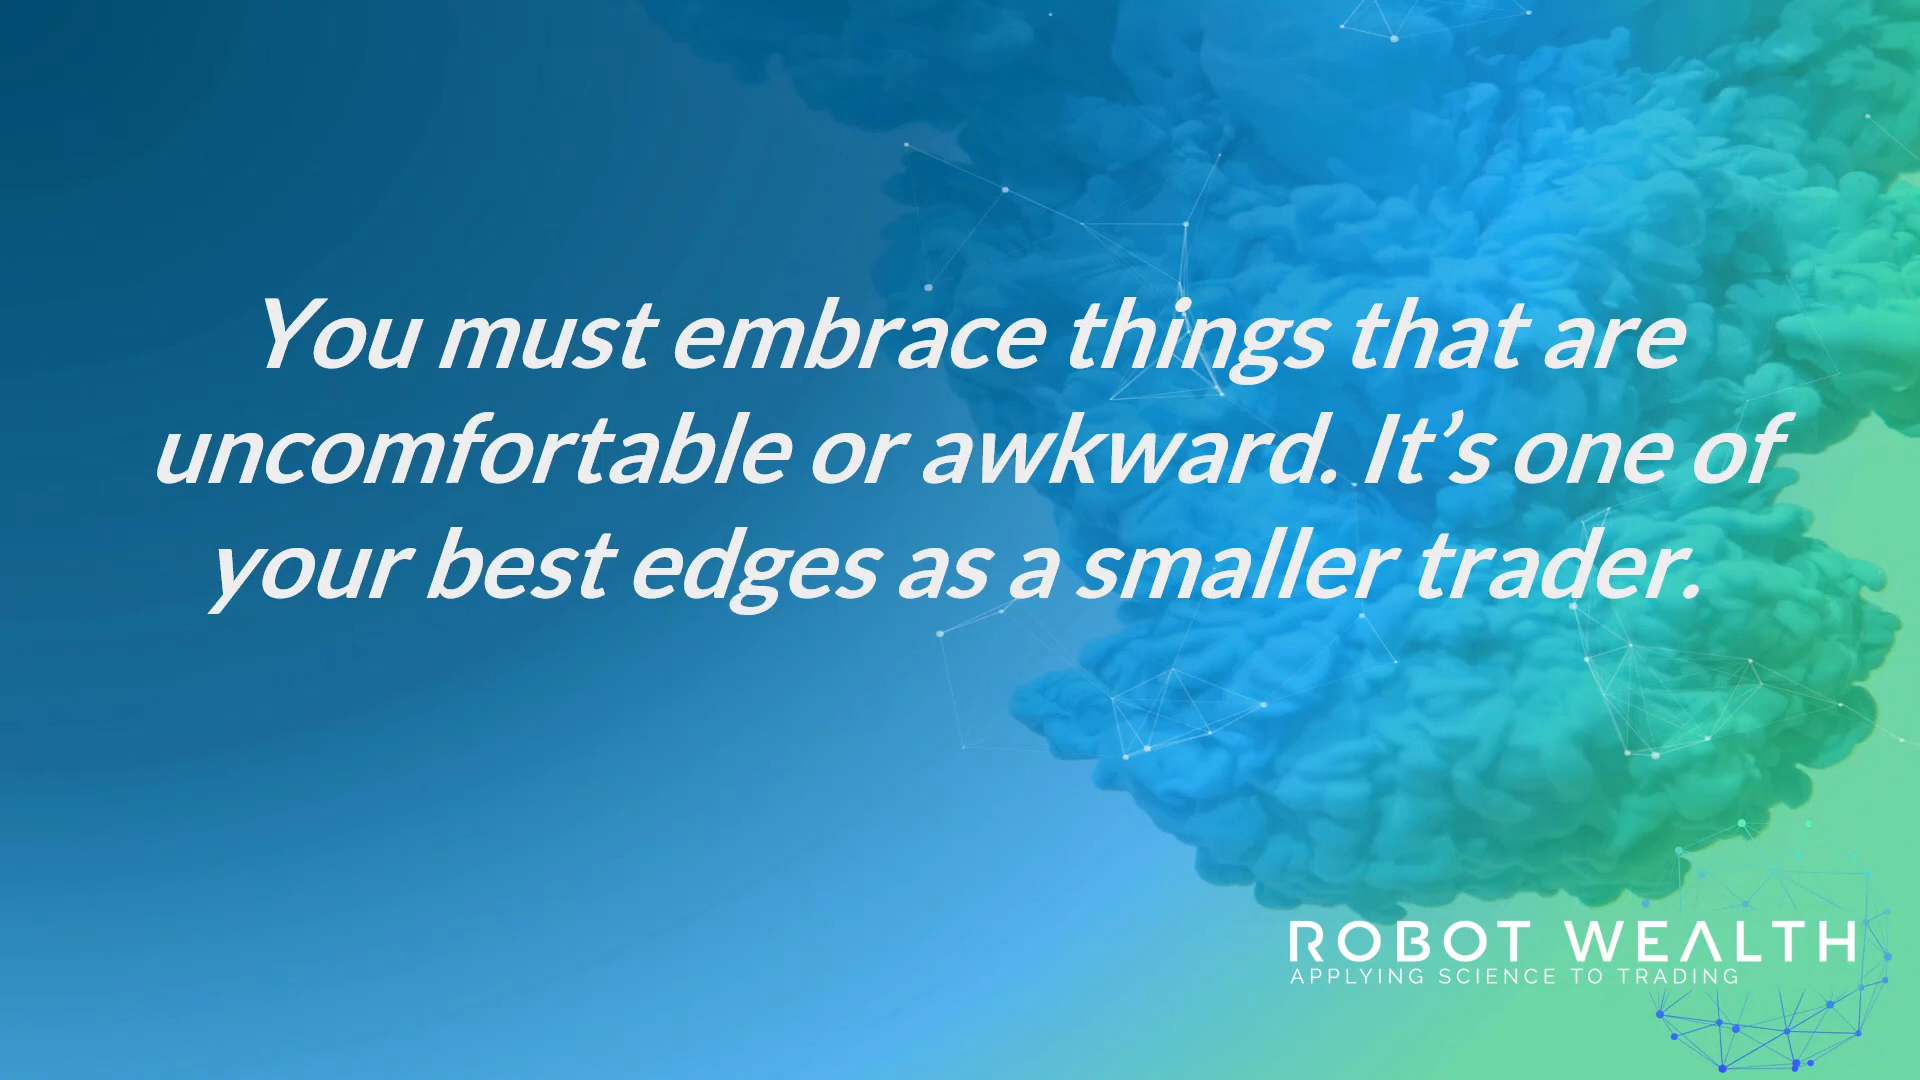 You must embrace things that are
uncomfortable or awkward. It’s one of
your best edges as a smaller trader.
ROBOT WEALTH
APPLYING SCIENCE TO TRADING